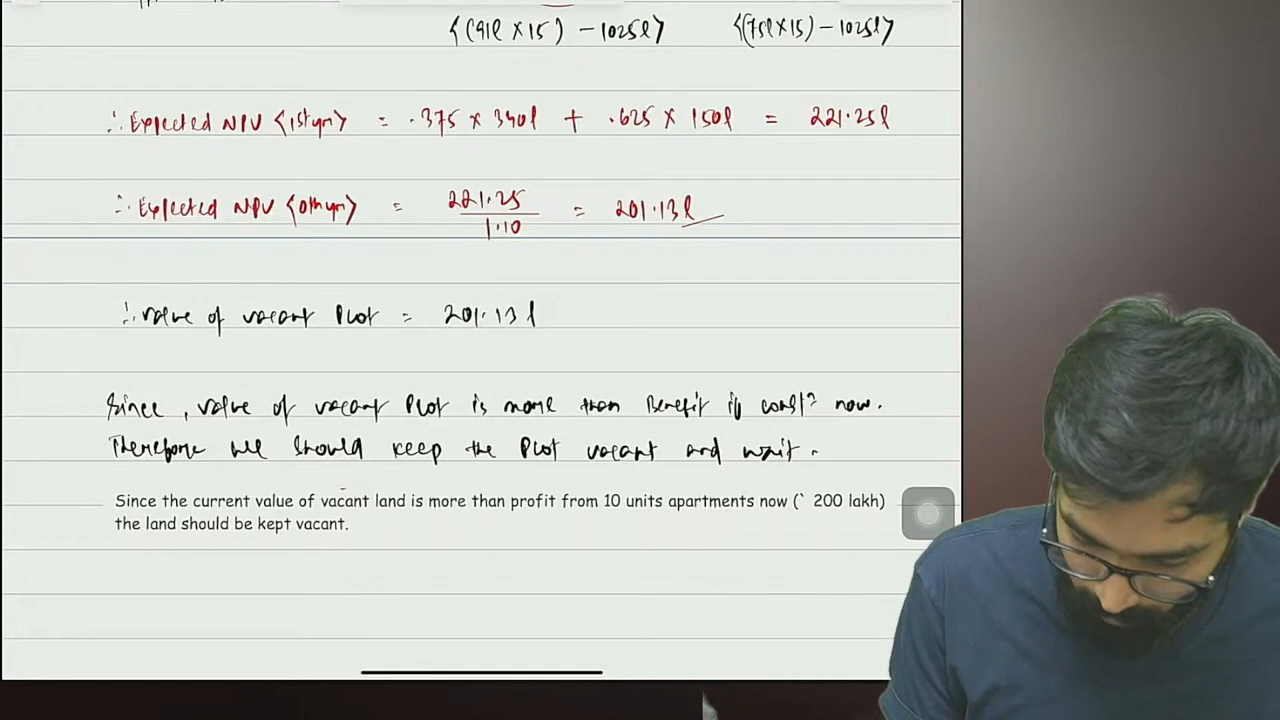 {(91l × 15) - 1025l} {(75l×15) - 1025l}
∴ Expected NPV <1st yr> = .375 × 340l + .625 × 150l = 221.25l
∴ Expected NPV <0th yr> = 221.25 / 1.10 = 201.13l
∴ Value of vacant Plot = 201.13 l
Since, value of vacant Plot is more than Benefit if constn now.
Therefore we should keep the Plot vacant and wait.
Since the current value of vacant land is more than profit from 10 units apartments now (` 200 lakh)
the land should be kept vacant.